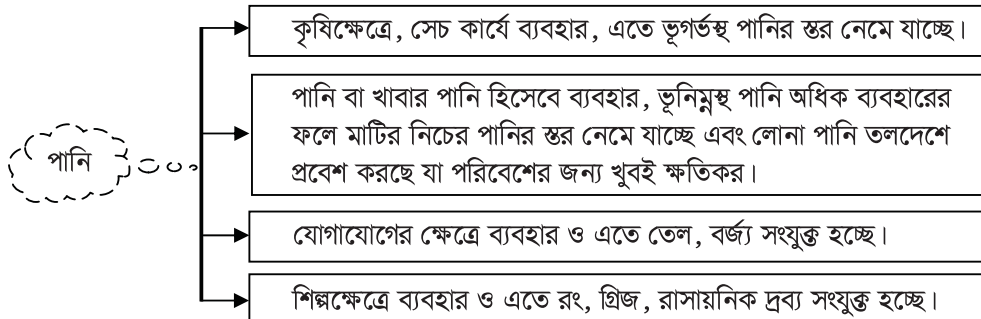 কৃষিক্ষেত্রে, সেচ কার্যে ব্যবহার, এতে ভূগর্ভস্থ পানির স্তর নেমে যাচ্ছে।
পানি বা খাবার পানি হিসেবে ব্যবহার, ভূনিম্নস্থ পানি অধিক ব্যবহারের
ফলে মাটির নিচের পানির স্তর নেমে যাচ্ছে এবং লোনা পানি তলদেশে
প্রবেশ করছে যা পরিবেশের জন্য খুবই ক্ষতিকর।
পানি
যোগাযোগের ক্ষেত্রে ব্যবহার ও এতে তেল, বর্জ্য সংযুক্ত হচ্ছে।
শিল্পক্ষেত্রে ব্যবহার ও এতে রং, গ্রিজ, রাসায়নিক দ্রব্য সংযুক্ত হচ্ছে।